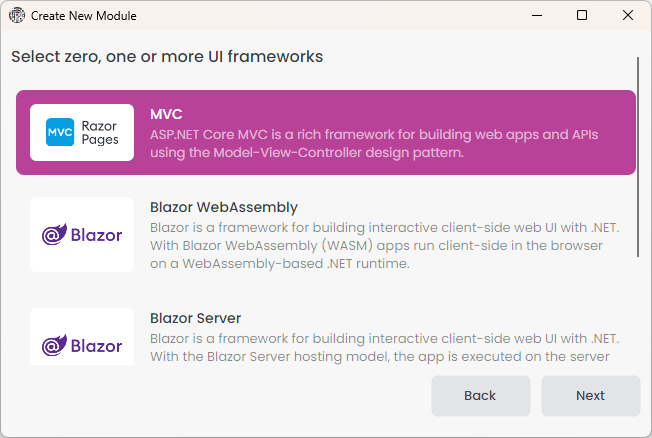 Create New Module
Select zero, one or more UI frameworks
MVC
Razor
Pages
MVC
ASP.NET Core MVC is a rich framework for building web apps and APIs
using the Model-View-Controller design pattern.
Blazor
Blazor WebAssembly
Blazor is a framework for building interactive client-side web UI with .NET.
With Blazor WebAssembly (WASM) apps run client-side in the browser
on a WebAssembly-based .NET runtime.
Blazor
Blazor Server
Blazor is a framework for building interactive client-side web UI with .NET.
With the Blazor Server hosting model, the app is executed on the server
Back
Next